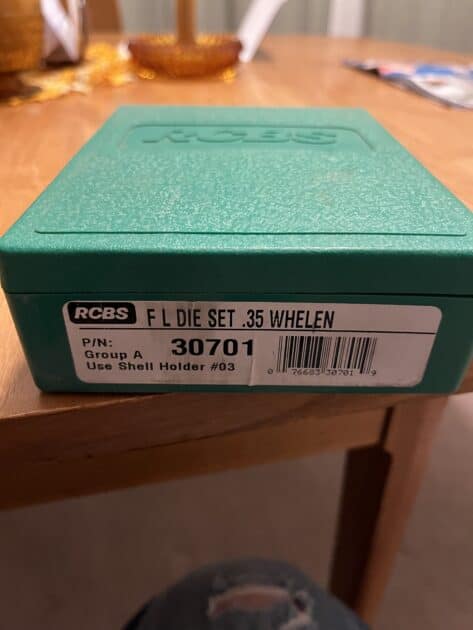 RCBS
RCBS F L DIE SET .35 WHELEN
P/N: 30701
Group A
Use Shell Holder #03
0 76683 30701 9